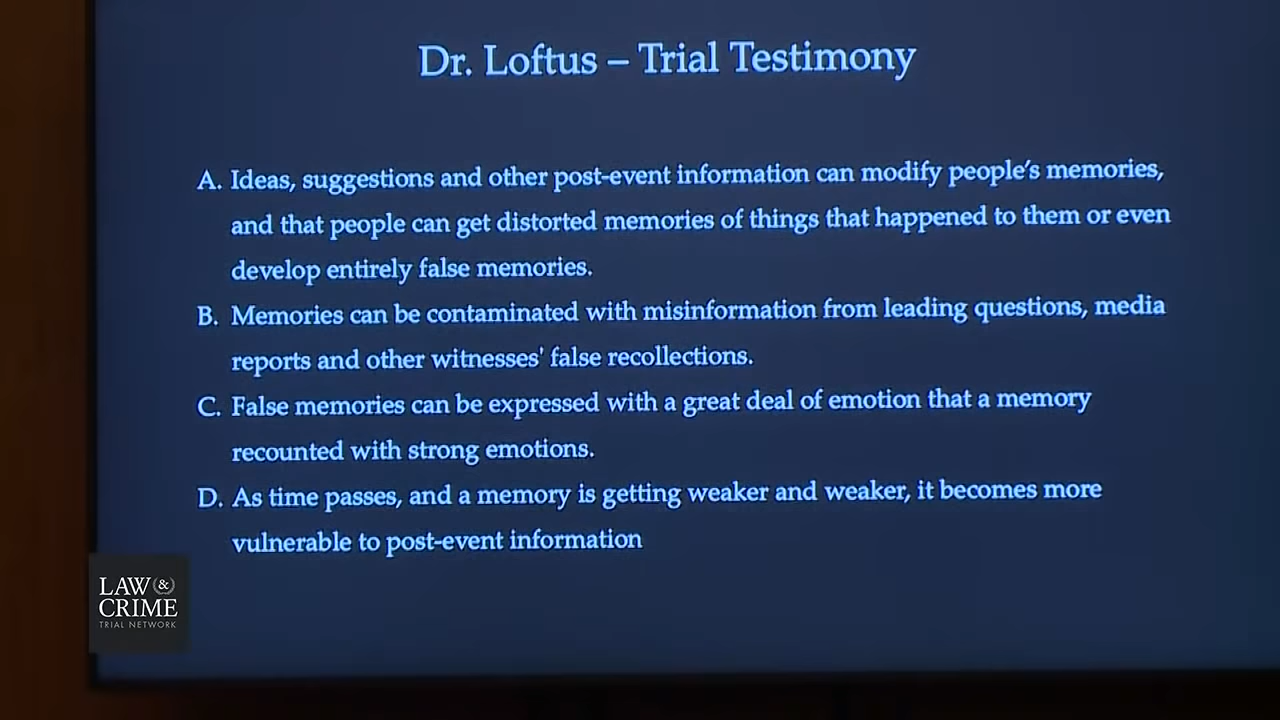 Dr. Loftus – Trial Testimony
A. Ideas, suggestions and other post-event information can modify people's memories,
and that people can get distorted memories of things that happened to them or even
develop entirely false memories.
B. Memories can be contaminated with misinformation from leading questions, media
reports and other witnesses' false recollections.
C. False memories can be expressed with a great deal of emotion that a memory
recounted with strong emotions.
D. As time passes, and a memory is getting weaker and weaker, it becomes more
vulnerable to post-event information
LAW &
CRIME
TRIAL NETWORK